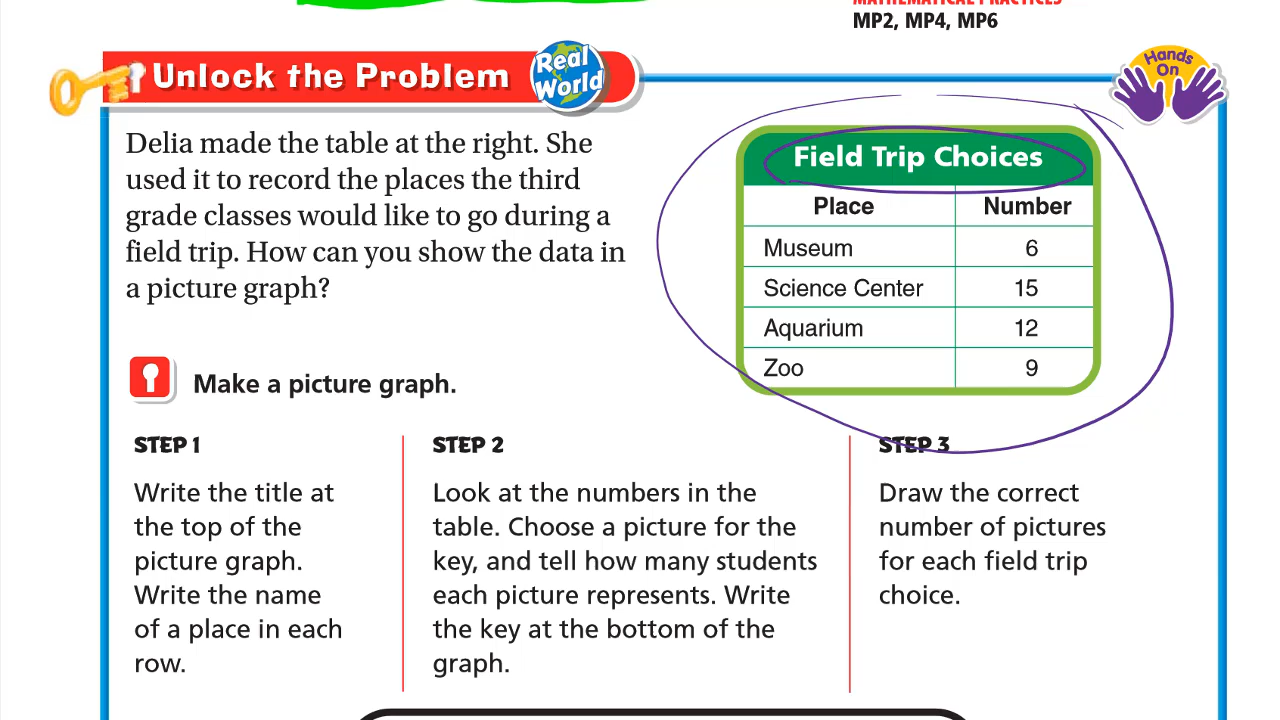 MATHEMATICAL PRACTICES
MP2, MP4, MP6
Unlock the Problem
Real
World
Hands
On
Delia made the table at the right. She
used it to record the places the third
grade classes would like to go during a
field trip. How can you show the data in
a picture graph?
Field Trip Choices
Place Number
Museum 6
Science Center 15
Aquarium 12
Zoo 9
Make a picture graph.
STEP 1
Write the title at
the top of the
picture graph.
Write the name
of a place in each
row.
STEP 2
Look at the numbers in the
table. Choose a picture for the
key, and tell how many students
each picture represents. Write
the key at the bottom of the
graph.
STEP 3
Draw the correct
number of pictures
for each field trip
choice.